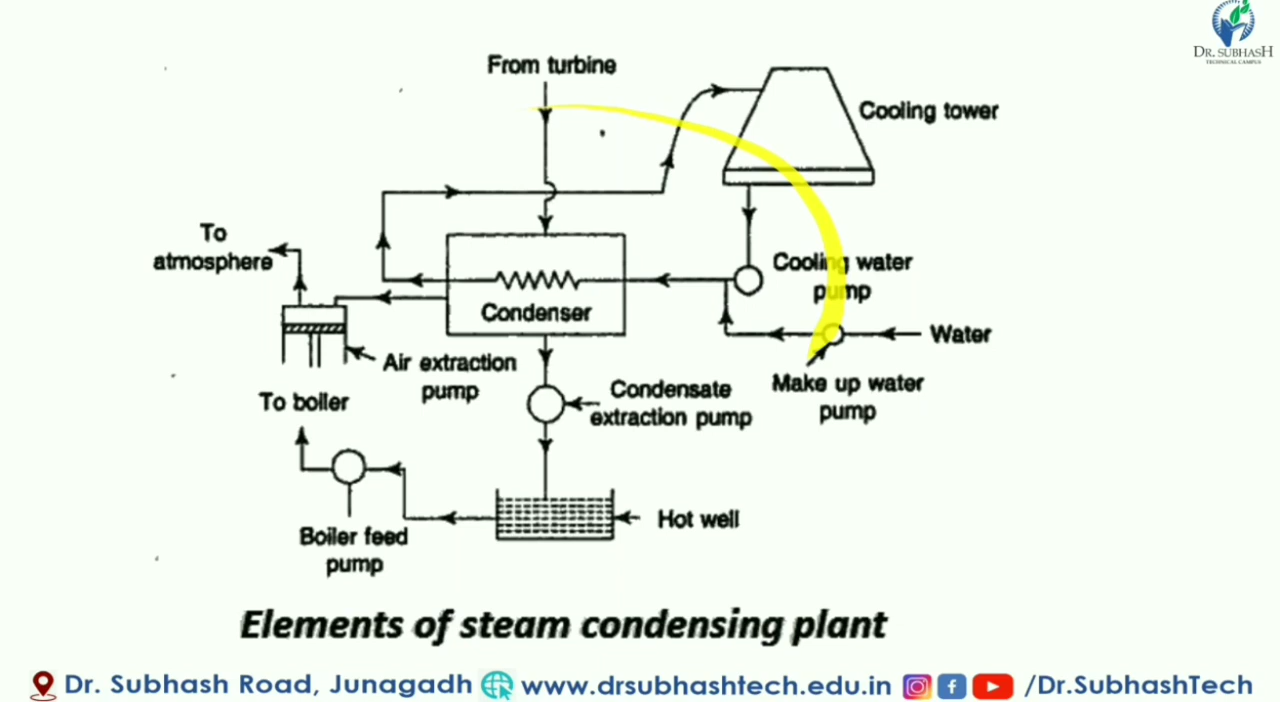 DR. SUBHASH
TECHNICAL CAMPUS
From turbine
Cooling tower
To
atmosphere
Cooling water
pump
Condenser
Water
Air extraction
pump
Make up water
pump
Condensate
extraction pump
To boiler
Hot well
Boiler feed
pump
Elements of steam condensing plant
Dr. Subhash Road, Junagadh www.drsubhashtech.edu.in /Dr.SubhashTech